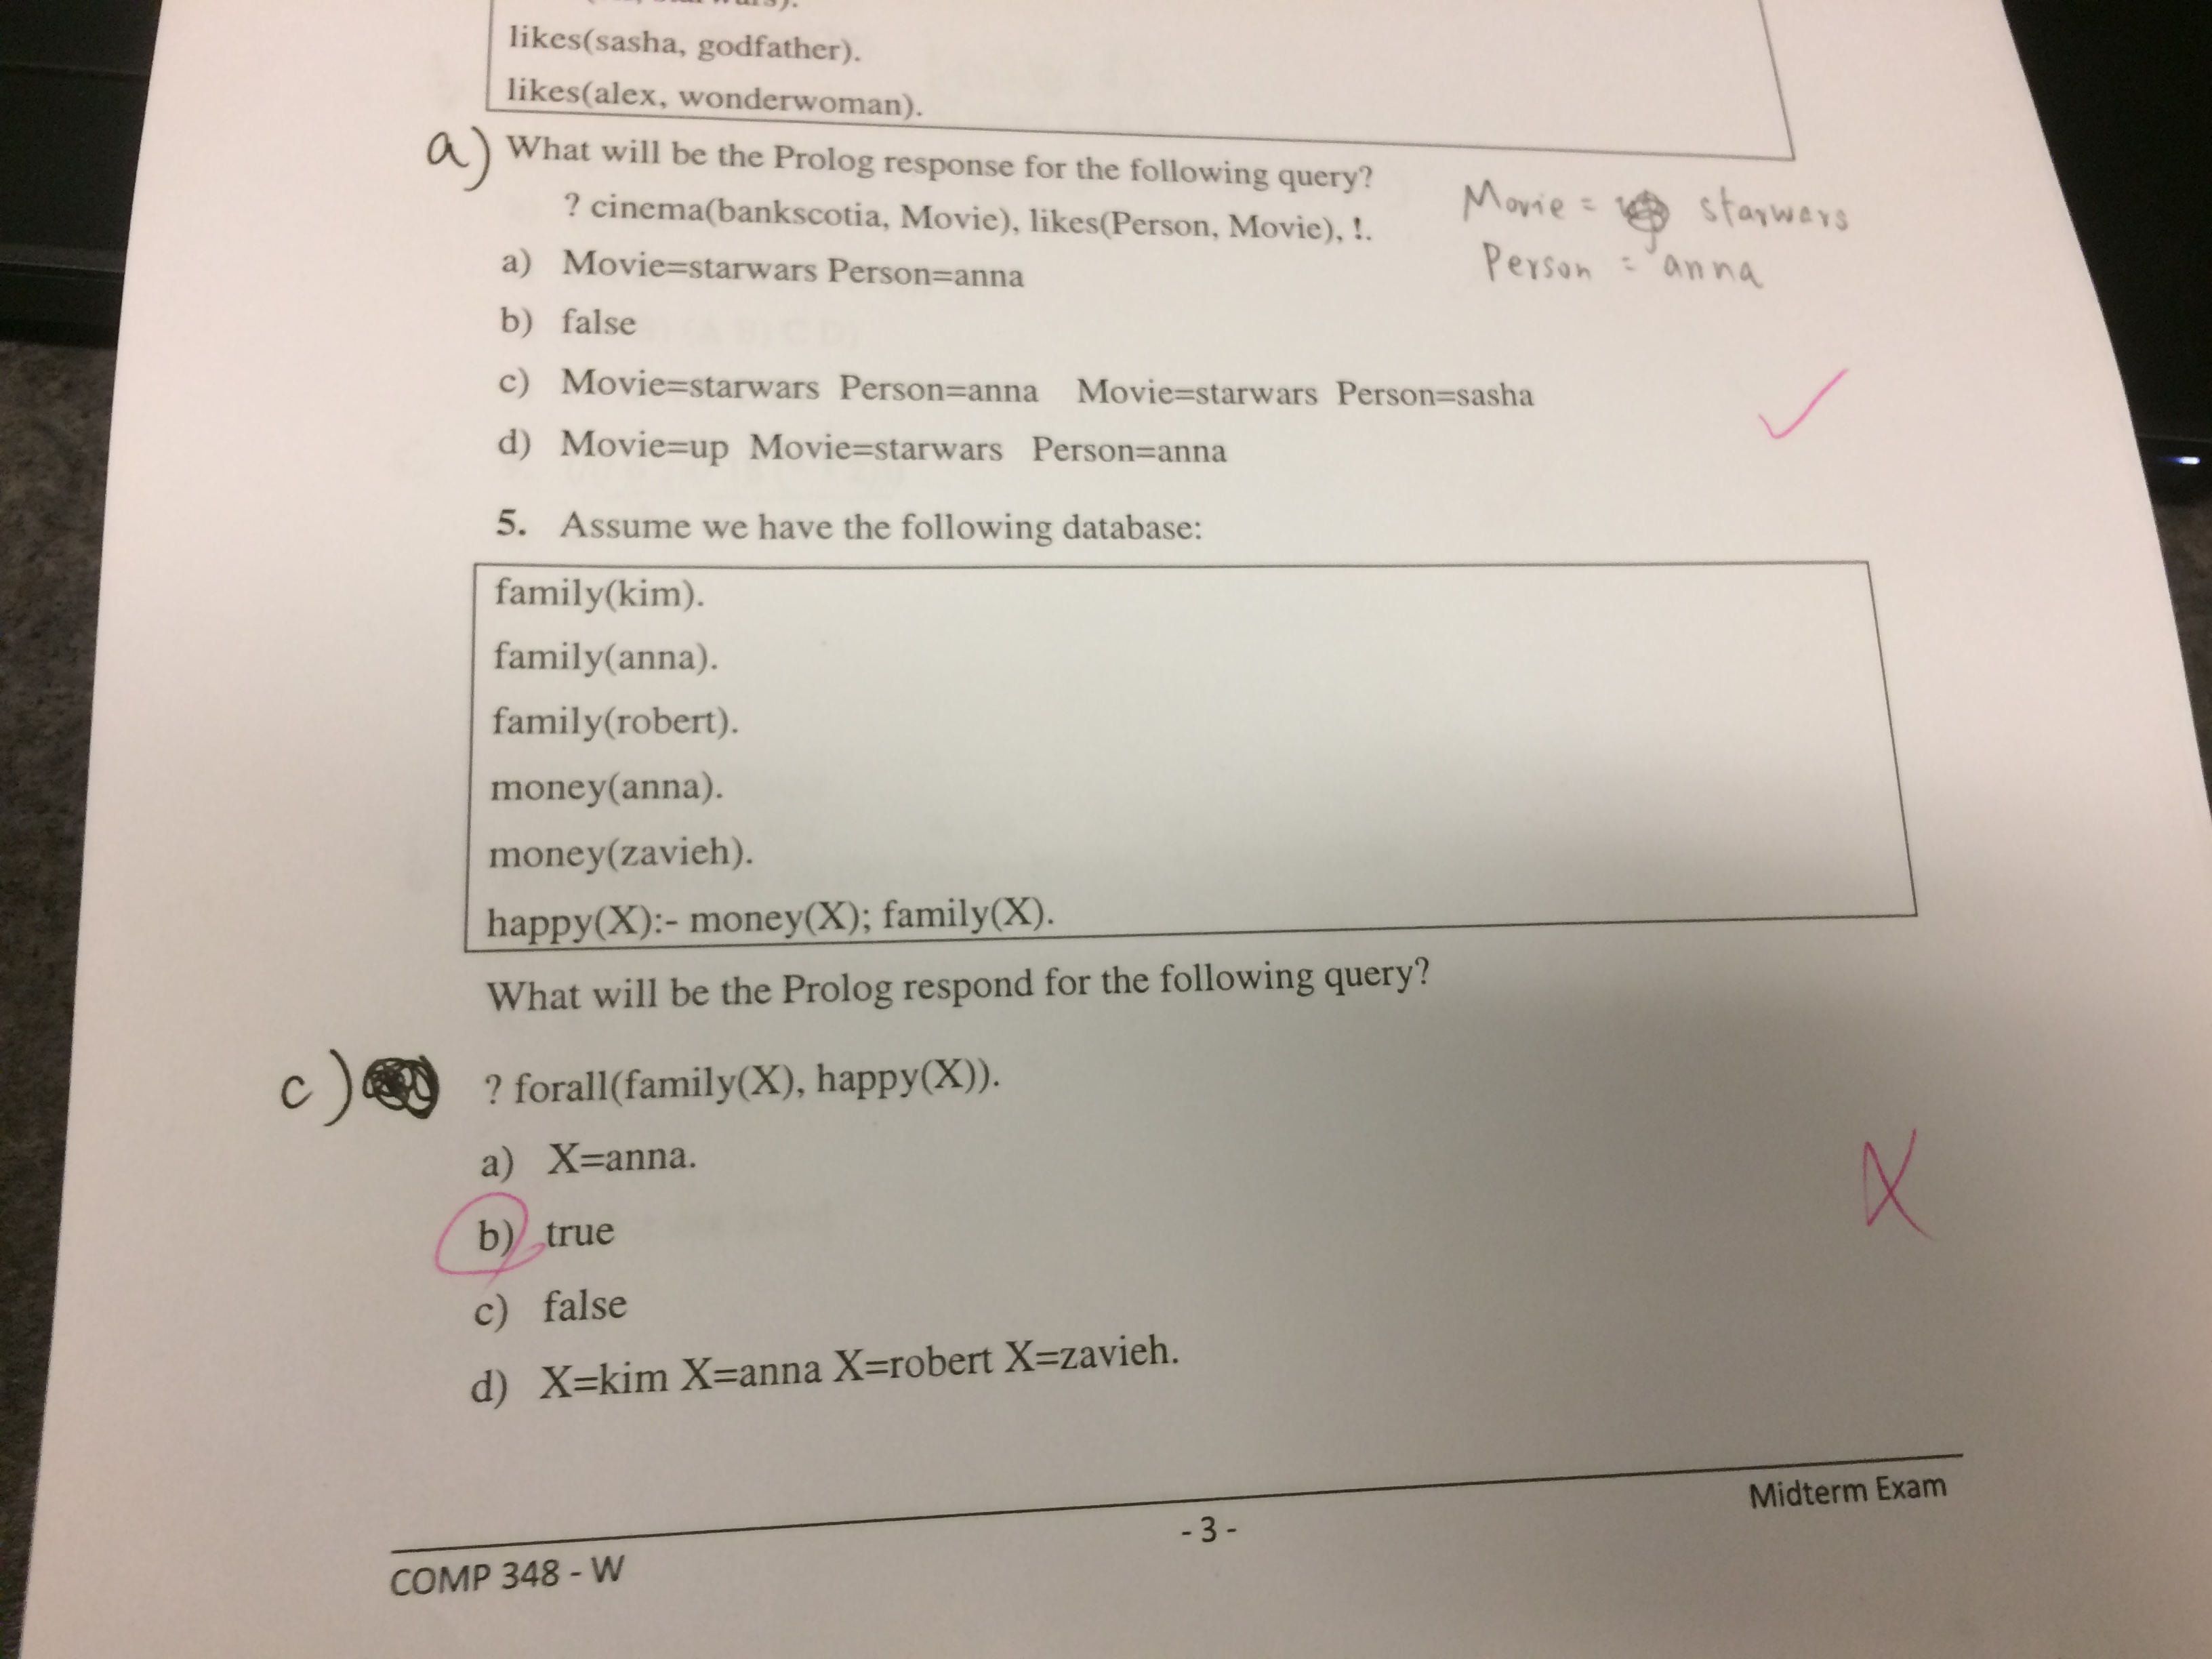 likes(sasha, godfather).
likes(alex, wonderwoman).
a) What will be the Prolog response for the following query?
? cinema(bankscotia, Movie), likes(Person, Movie), !.
Movie = starwars
Person = anna
a) Movie=starwars Person=anna
b) false
c) Movie=starwars Person=anna Movie=starwars Person=sasha
d) Movie=up Movie=starwars Person=anna
5. Assume we have the following database:
family(kim).
family(anna).
family(robert).
money(anna).
money(zavieh).
happy(X):- money(X); family(X).
What will be the Prolog respond for the following query?
c) ? forall(family(X), happy(X)).
a) X=anna.
b) true
c) false
d) X=kim X=anna X=robert X=zavieh.
Midterm Exam
- 3 -
COMP 348 - W